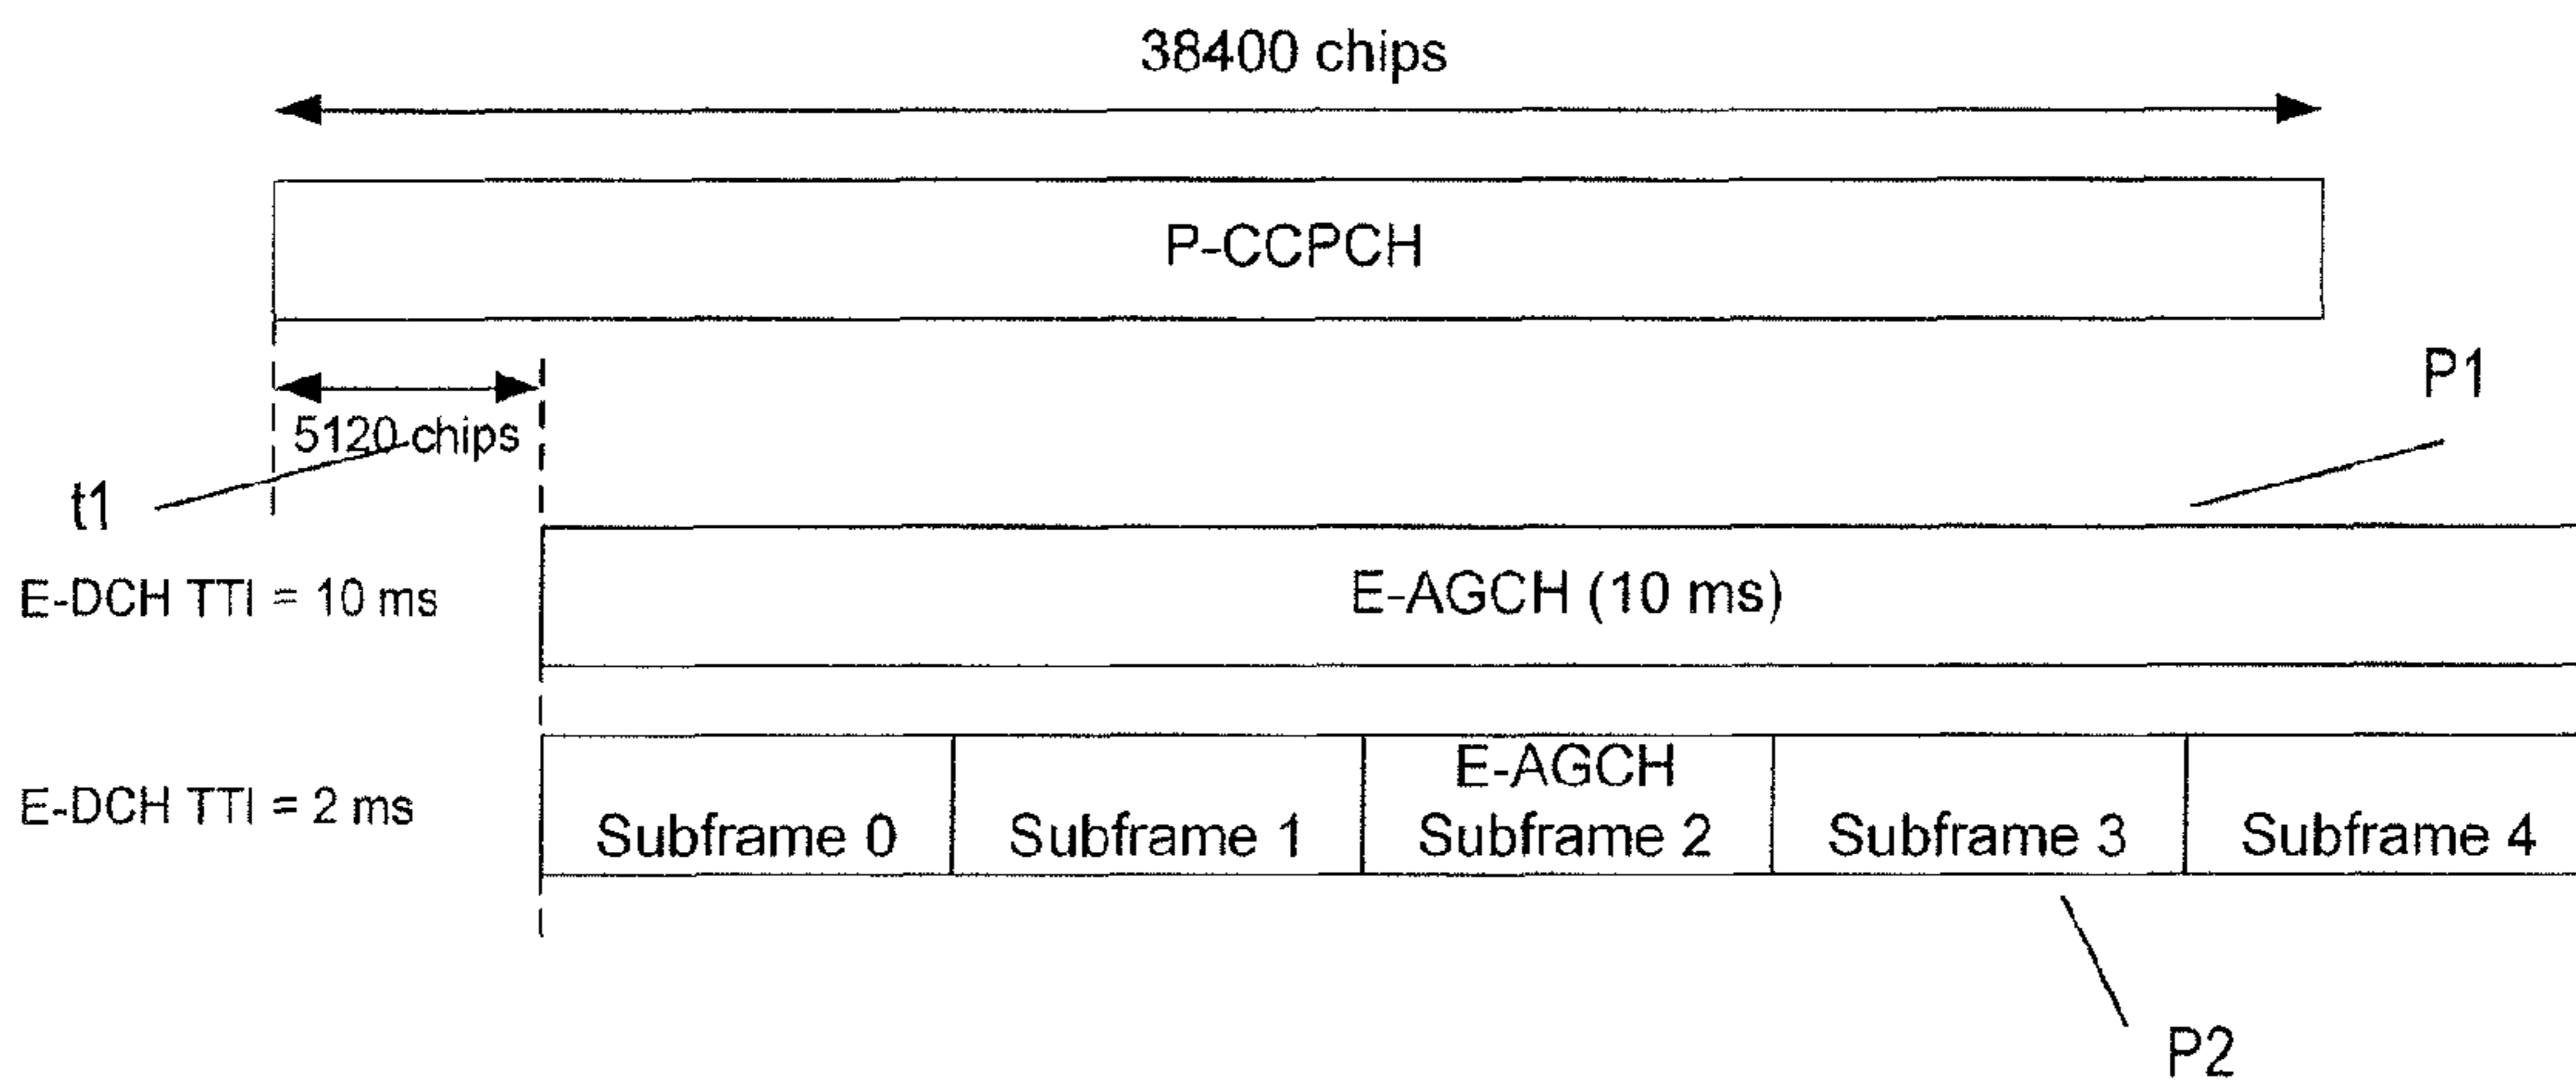 38400 chips
P-CCPCH
P1
5120 chips
t1
E-DCH TTI = 10 ms
E-AGCH (10 ms)
E-DCH TTI = 2 ms
E-AGCH
Subframe 0
Subframe 1
Subframe 2
Subframe 3
Subframe 4
P2